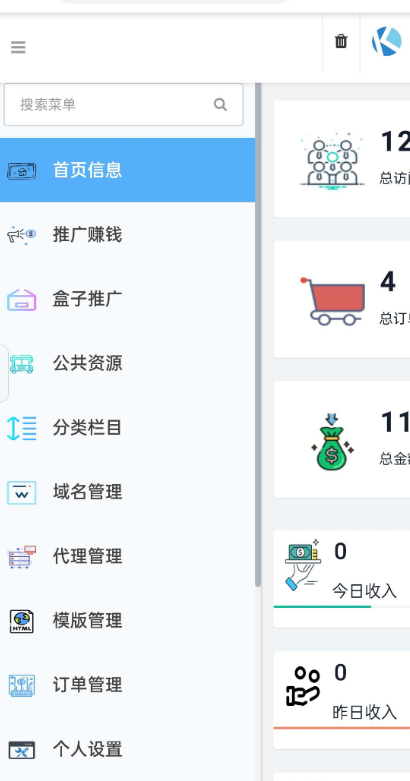 搜索菜单
首页信息
推广赚钱
盒子推广
公共资源
分类栏目
域名管理
代理管理
HTML
模版管理
订单管理
个人设置
12
总访
4
总订
11
总金
0
今日收入
0
昨日收入